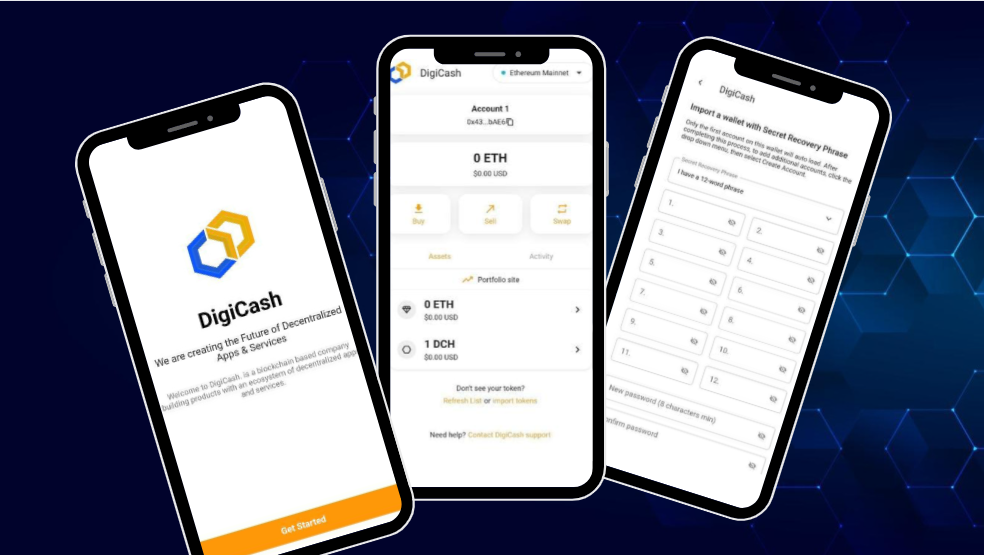 DigiCash
We are creating the Future of Decentralized
Apps & Services
Welcome to DigiCash. is a blockchain based company
building products with an ecosystem of decentralized apps
and services.
Get Started
DigiCash
Ethereum Mainnet
Account 1
0x43...bAE6
0 ETH
$0.00 USD
Buy
Sell
Swap
Assets
Activity
Portfolio site
0 ETH
$0.00 USD
1 DCH
$0.00 USD
Don't see your token?
Refresh List or import tokens
Need help? Contact DigiCash support
DigiCash
Import a wallet with Secret Recovery Phrase
Only the first account on this wallet will auto load. After
completing this process, to add additional accounts, click the
drop down menu, then select Create Account.
Secret Recovery Phrase
I have a 12-word phrase
1.
2.
3.
4.
5.
6.
7.
8.
9.
10.
11.
12.
New password (8 characters min)
onfirm password